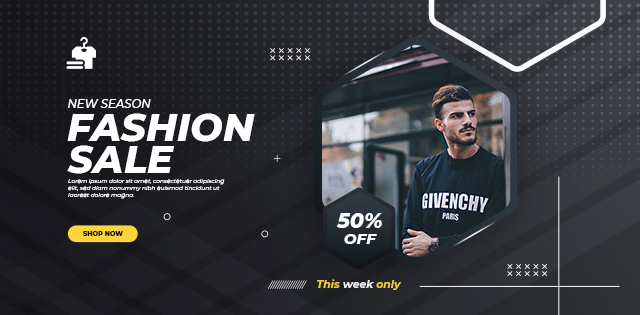 NEW SEASON
FASHION
SALE
Lorem ipsum dolor sit amet, consectetuer adipiscing
elit, sed diam nonummy nibh euismod tincidunt ut
laoreet dolore magna.
SHOP NOW
GIVENCHY
PARIS
50%
OFF
This week only